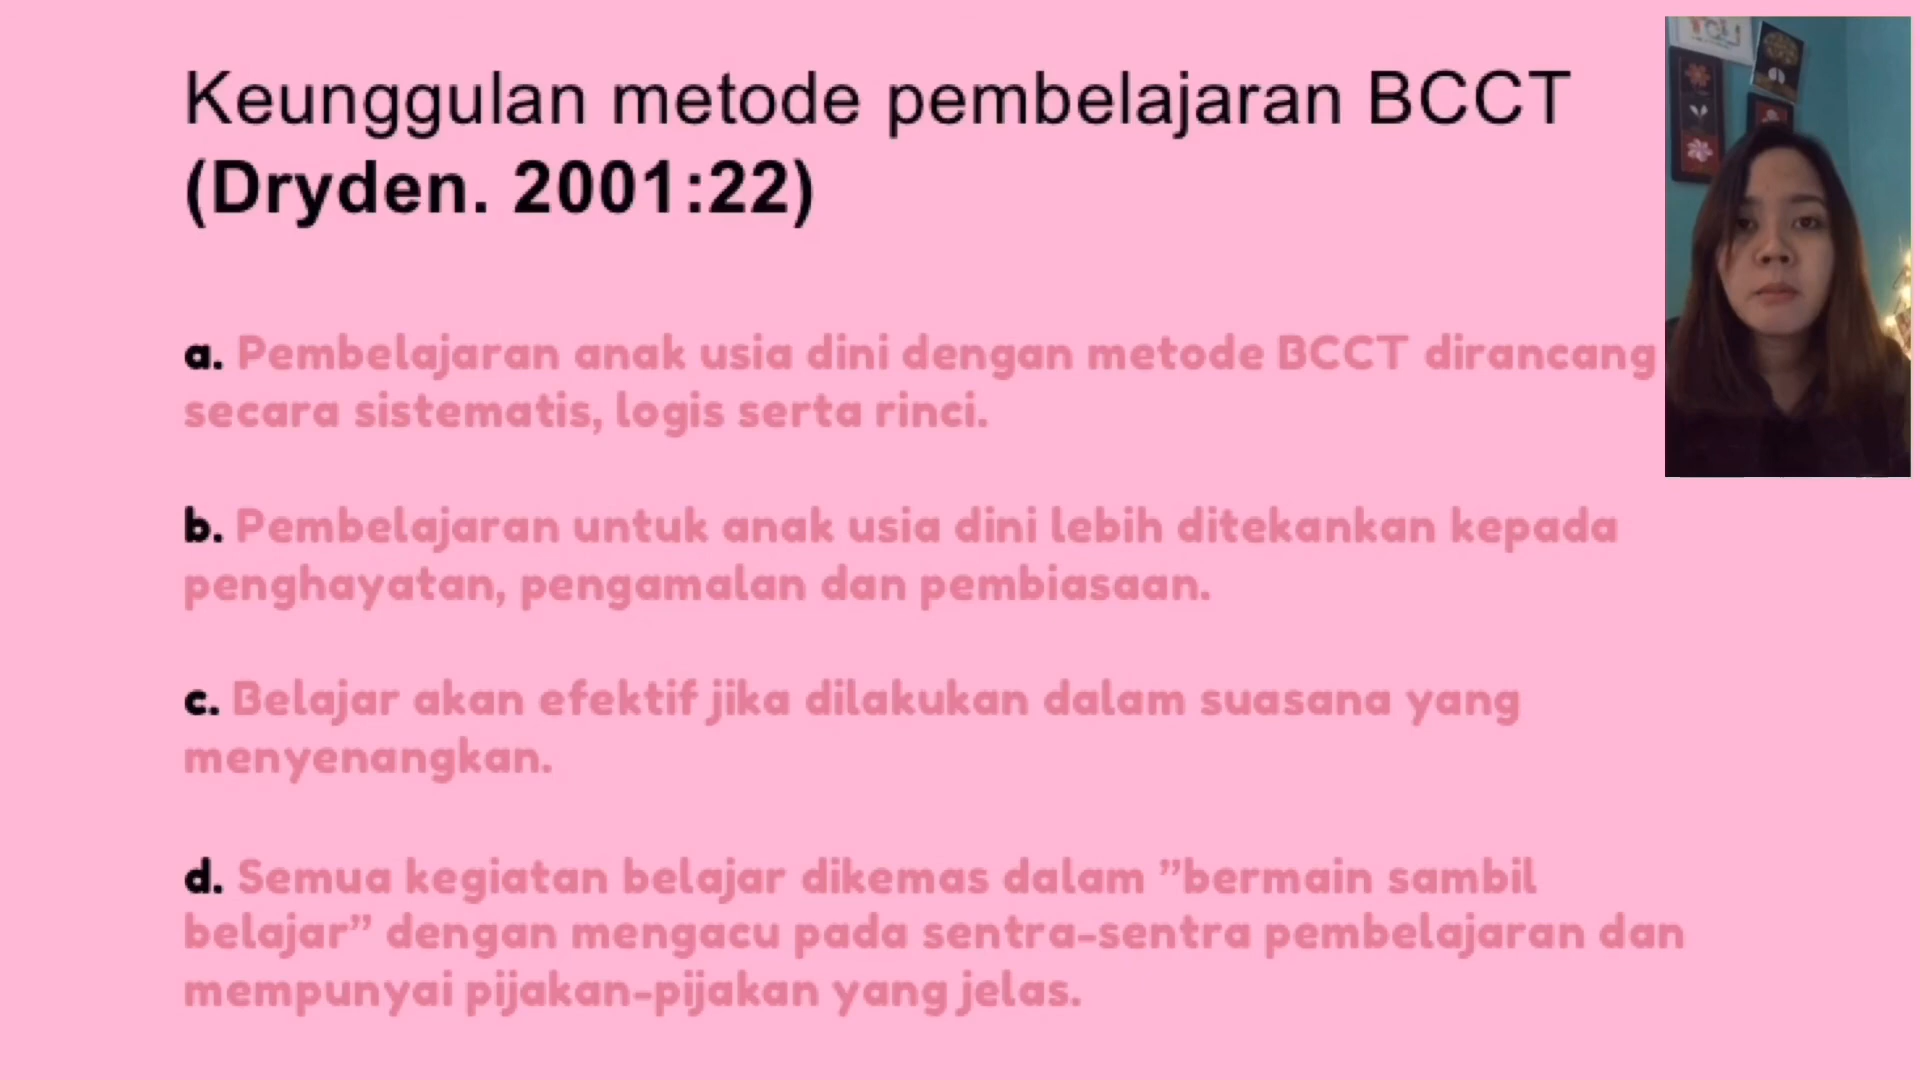 Keunggulan metode pembelajaran BCCT
(Dryden. 2001:22)
a. Pembelajaran anak usia dini dengan metode BCCT dirancang
secara sistematis, logis serta rinci.
b. Pembelajaran untuk anak usia dini lebih ditekankan kepada
penghayatan, pengamalan dan pembiasaan.
c. Belajar akan efektif jika dilakukan dalam suasana yang
menyenangkan.
d. Semua kegiatan belajar dikemas dalam ”bermain sambil
belajar” dengan mengacu pada sentra-sentra pembelajaran dan
mempunyai pijakan-pijakan yang jelas.